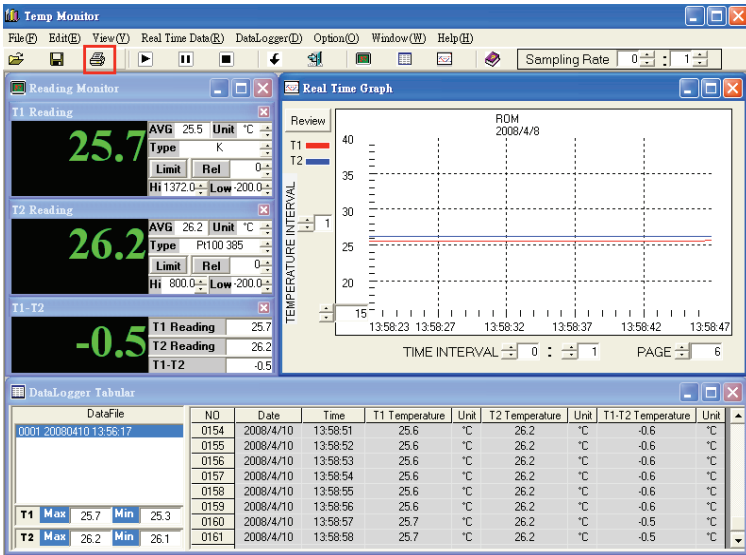 Temp Monitor
File(F) Edit(E) View(V) Real Time Data(R) DataLogger(D) Option(O) Window(W) Help(H)
Sampling Rate 0 : 1
Reading Monitor
T1 Reading
25.7
AVG 25.5 Unit °C
Type K
Limit Rel 0
Hi 1372.0 Low -200.0
T2 Reading
26.2
AVG 26.2 Unit °C
Type Pt100 385
Limit Rel 0
Hi 800.0 Low -200.0
T1-T2
-0.5
T1 Reading 25.7
T2 Reading 26.2
T1-T2 -0.5
Real Time Graph
Review
T1
T2
ROM
2008/4/8
TEMPERATURE INTERVAL
1
40
35
30
25
20
15
13:58:23 13:58:27 13:58:32 13:58:37 13:58:42 13:58:47
TIME INTERVAL 0 : 1 PAGE 6
DataLogger Tabular
DataFile
0001 20080410 13:56:17
T1 Max 25.7 Min 25.3
T2 Max 26.2 Min 26.1
NO Date Time T1 Temperature Unit T2 Temperature Unit T1-T2 Temperature Unit
0154 2008/4/10 13:58:51 25.6 °C 26.2 °C -0.6 °C
0155 2008/4/10 13:58:52 25.6 °C 26.2 °C -0.6 °C
0156 2008/4/10 13:58:53 25.6 °C 26.2 °C -0.6 °C
0157 2008/4/10 13:58:54 25.6 °C 26.2 °C -0.6 °C
0158 2008/4/10 13:58:55 25.6 °C 26.2 °C -0.6 °C
0159 2008/4/10 13:58:56 25.6 °C 26.2 °C -0.6 °C
0160 2008/4/10 13:58:57 25.7 °C 26.2 °C -0.5 °C
0161 2008/4/10 13:58:58 25.7 °C 26.2 °C -0.5 °C